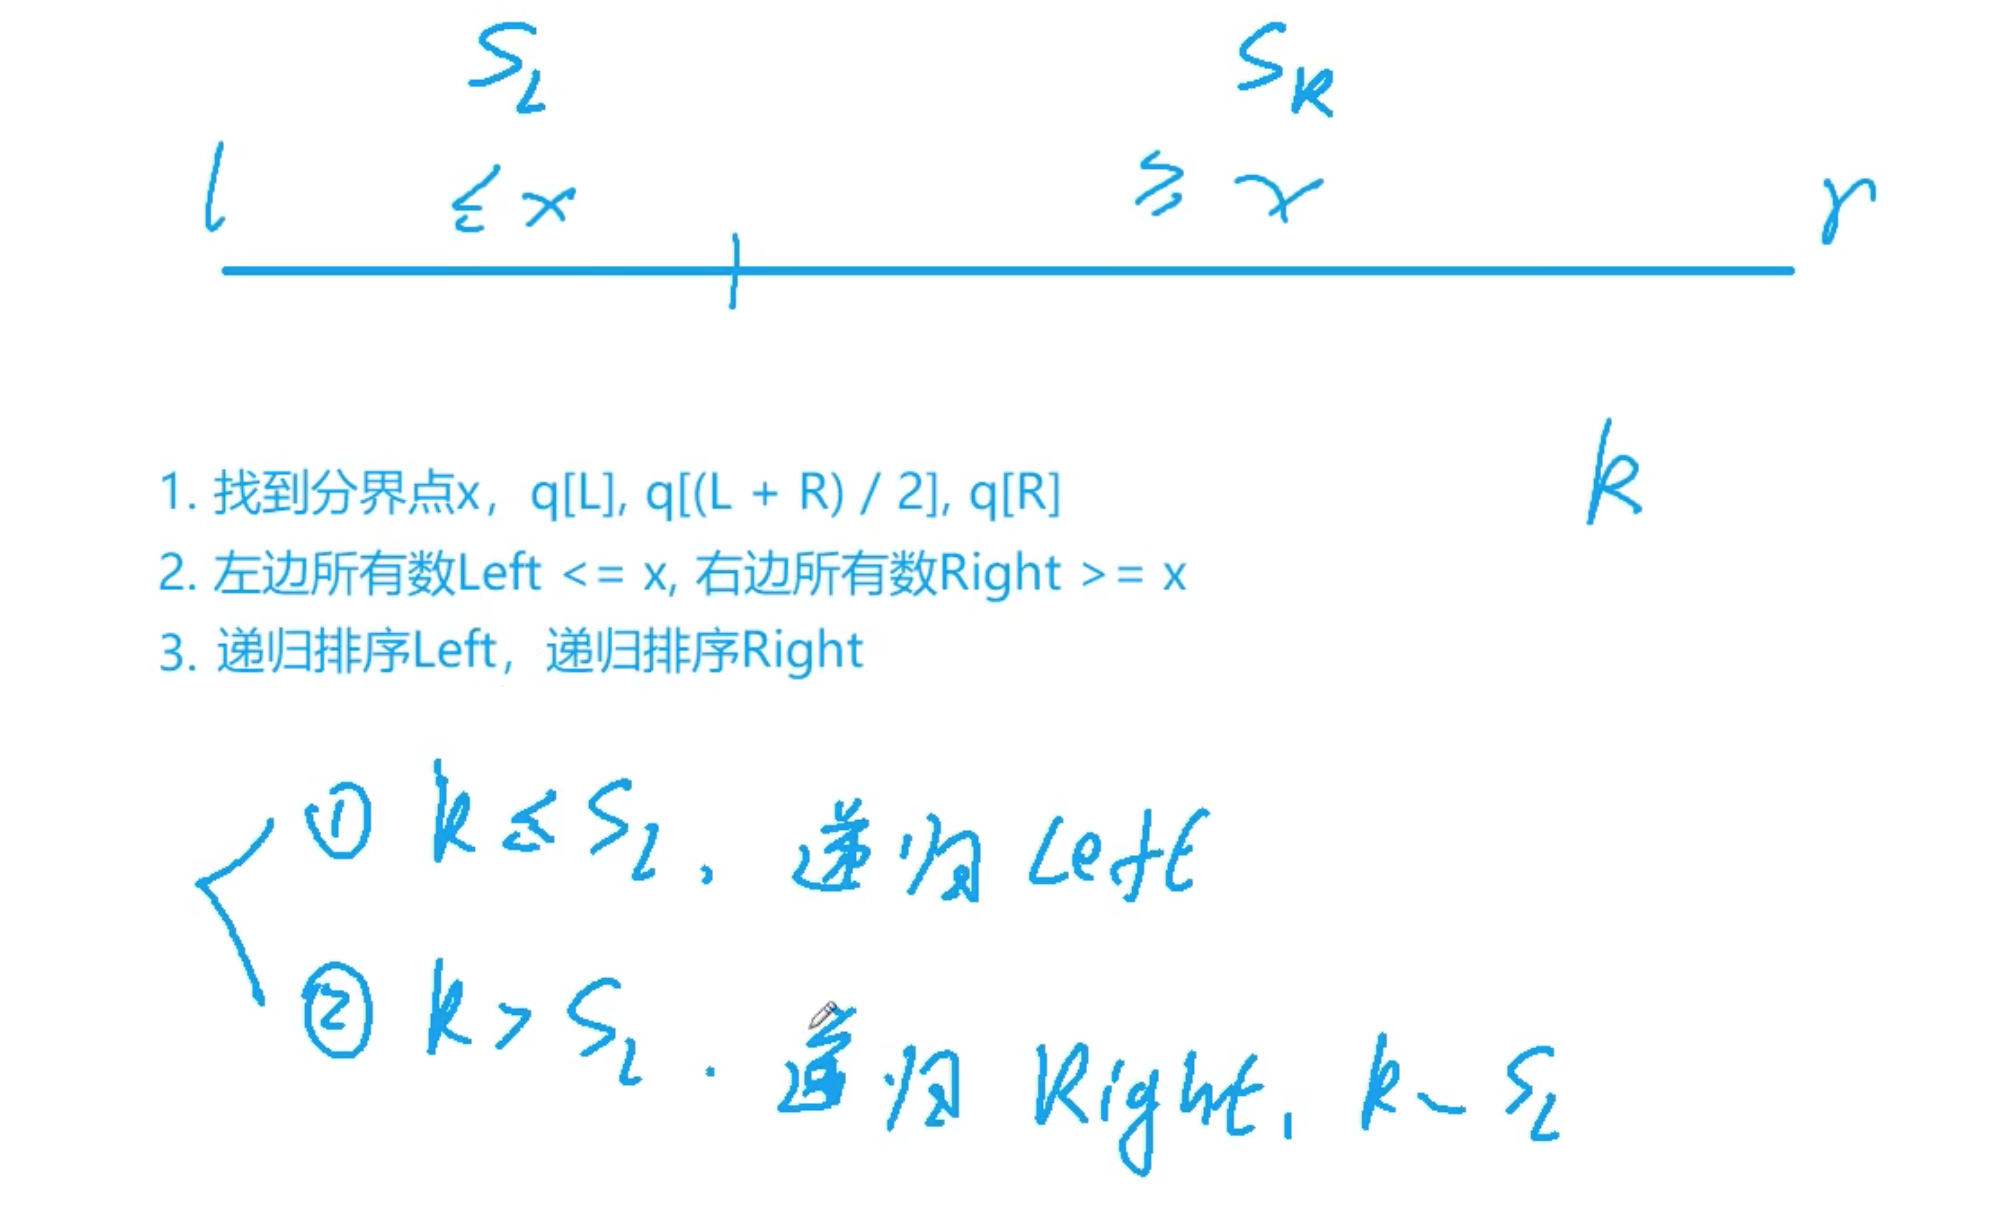 S_L S_R
l ≤ x ≥ x r
k
1. 找到分界点x，q[L], q[(L + R) / 2], q[R]
2. 左边所有数Left <= x, 右边所有数Right >= x
3. 递归排序Left，递归排序Right
① k ≤ S_L, 递归 Left
② k > S_L. 递归 Right, k - S_L